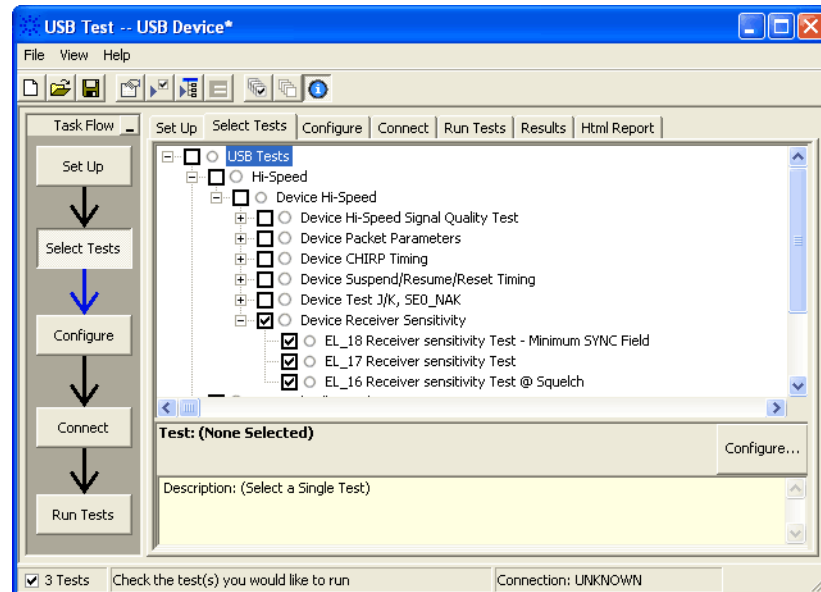 USB Test -- USB Device*
File View Help
Task Flow
Set Up Select Tests Configure Connect Run Tests Results Html Report
Set Up
Select Tests
Configure
Connect
Run Tests
USB Tests
Hi-Speed
Device Hi-Speed
Device Hi-Speed Signal Quality Test
Device Packet Parameters
Device CHIRP Timing
Device Suspend/Resume/Reset Timing
Device Test J/K, SE0_NAK
Device Receiver Sensitivity
EL_18 Receiver sensitivity Test - Minimum SYNC Field
EL_17 Receiver sensitivity Test
EL_16 Receiver sensitivity Test @ Squelch
Test: (None Selected)
Configure...
Description: (Select a Single Test)
3 Tests Check the test(s) you would like to run Connection: UNKNOWN